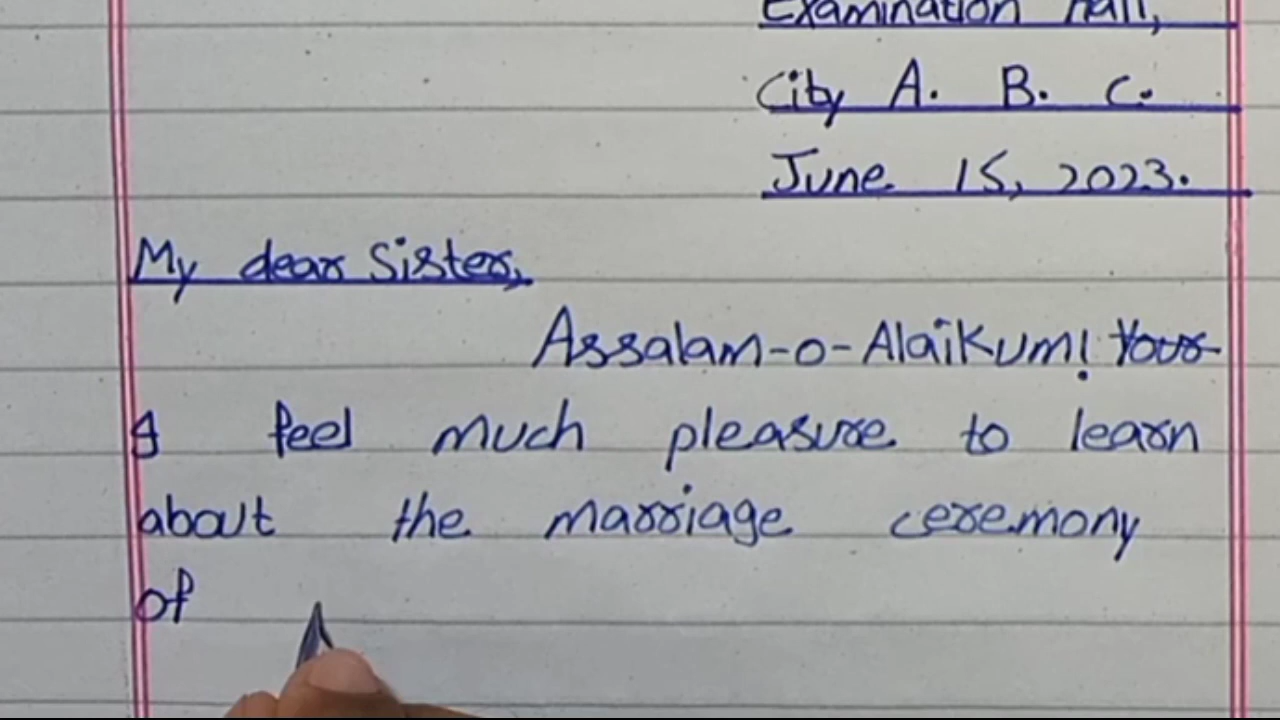 Examination Hall,
City A. B. C.
June 15, 2023.
My dear Sister,
Assalam-o-Alaikum! Your
I feel much pleasure to learn
about the marriage ceremony
of